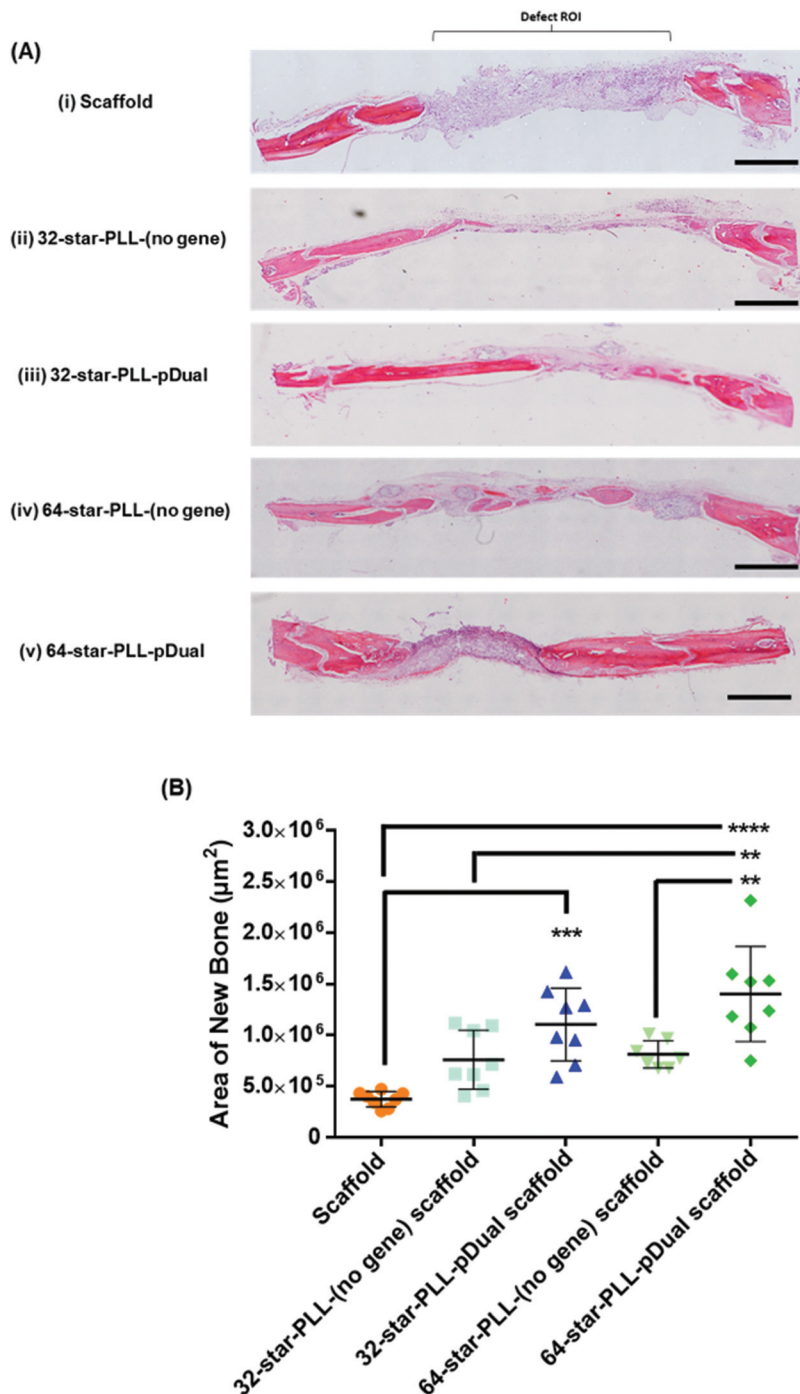 Defect ROI
(A)
(i) Scaffold
(ii) 32-star-PLL-(no gene)
(iii) 32-star-PLL-pDual
(iv) 64-star-PLL-(no gene)
(v) 64-star-PLL-pDual
(B)
Area of New Bone (µm²)
3.0×10⁶
2.5×10⁶
2.0×10⁶
1.5×10⁶
1.0×10⁶
5.0×10⁵
0
****
**
**
***
Scaffold
32-star-PLL-(no gene) scaffold
32-star-PLL-pDual scaffold
64-star-PLL-(no gene) scaffold
64-star-PLL-pDual scaffold